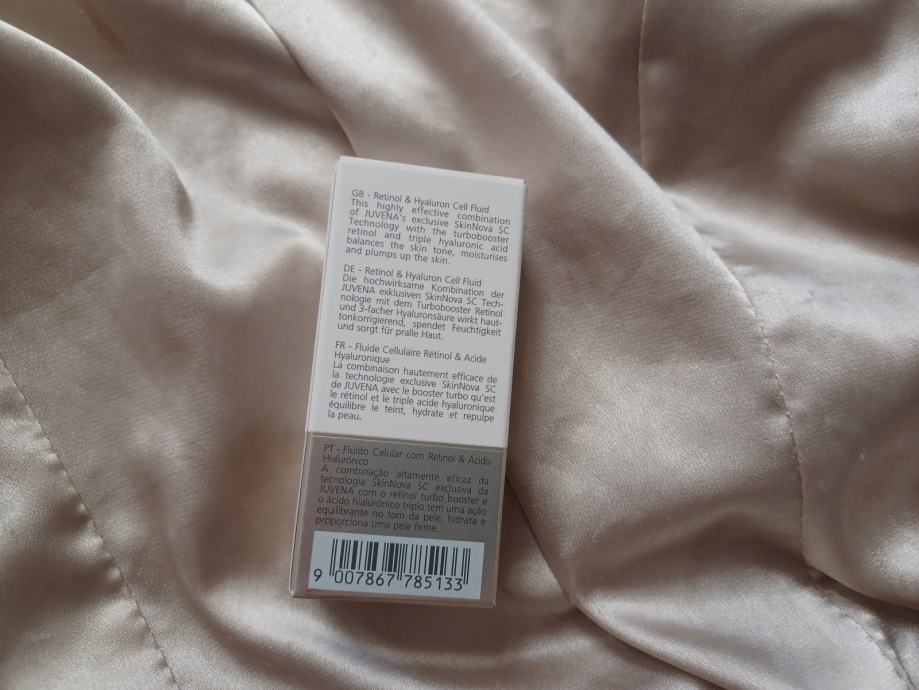 GB - Retinol & Hyaluron Cell Fluid
This highly effective combination
of JUVENA's exclusive SkinNova SC
Technology with the turbobooster
retinol and triple hyaluronic acid
balances the skin tone, moisturises
and plumps up the skin.
DE - Retinol & Hyaluron Cell Fluid
Die hochwirksame Kombination der
JUVENA exklusiven SkinNova SC Tech-
nologie mit dem Turbobooster Retinol
und 3-facher Hyaluronsäure wirkt haut-
tonkorrigierend, spendet Feuchtigkeit
und sorgt für pralle Haut.
FR - Fluide Cellulaire Rétinol & Acide
Hyaluronique
La combinaison hautement efficace de
la technologie exclusive SkinNova SC
de JUVENA avec le booster turbo qu'est
le rétinol et le triple acide hyaluronique
équilibre le teint, hydrate et repulpe
la peau.
PT - Fluido Celular com Retinol & Ácido
Hialurónico
A combinação altamente eficaz da
tecnologia SkinNova SC exclusiva da
JUVENA com o retinol turbo booster e
o ácido hialurónico triplo tem uma ação
equilibrante no tom da pele, hidrata e
proporciona uma pele firme.
9 007867 785133